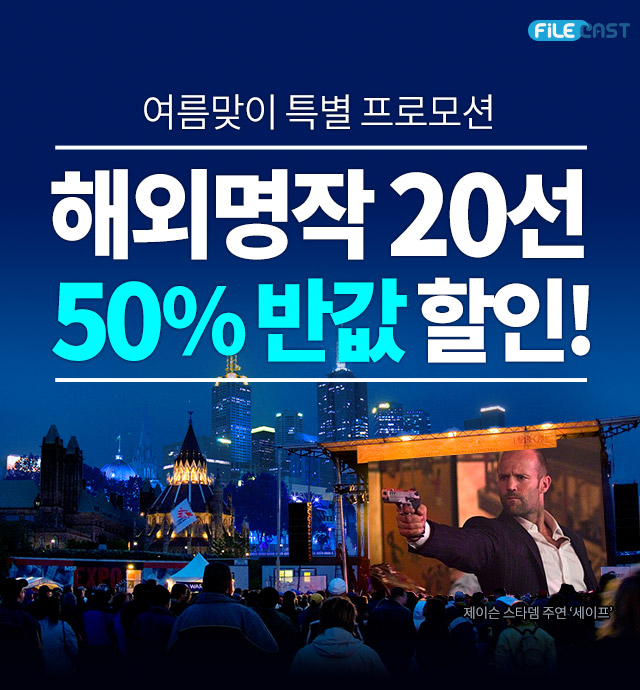 FiLECAST
여름맞이 특별 프로모션
해외명작 20선
50% 반값 할인!
EXPO
제이슨 스타뎀 주연 '세이프'